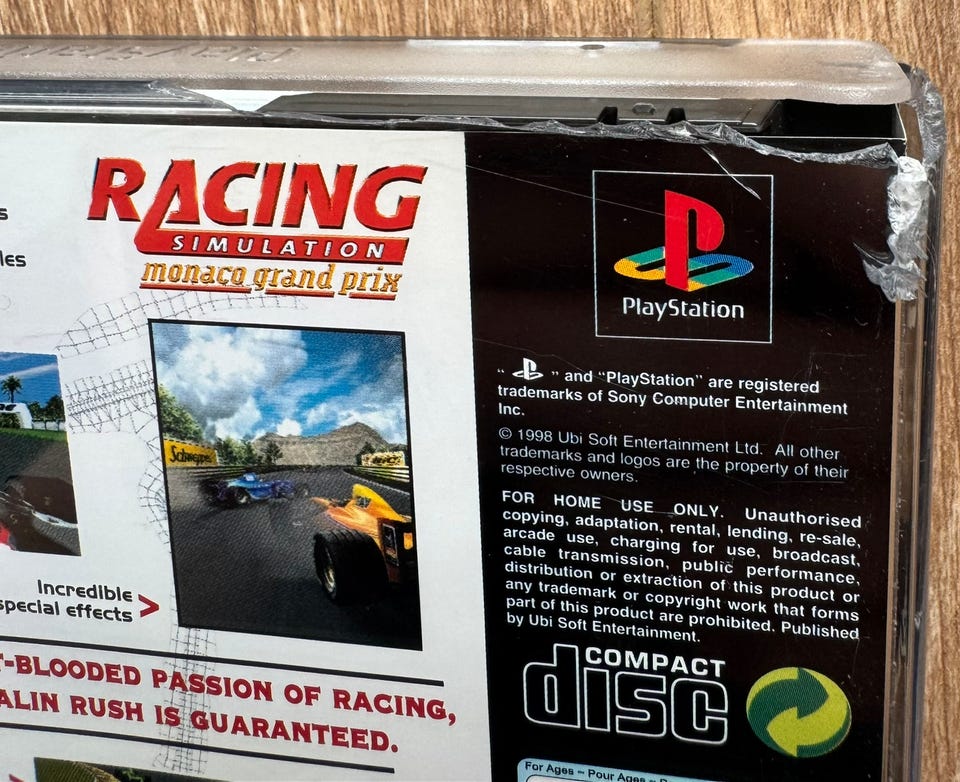 RACING
SIMULATION
monaco grand prix
s
les
Schweppes
Incredible
special effects >
T-BLOODED PASSION OF RACING,
ALIN RUSH IS GUARANTEED.
PlayStation
" " and "PlayStation" are registered
trademarks of Sony Computer Entertainment
Inc.
© 1998 Ubi Soft Entertainment Ltd. All other
trademarks and logos are the property of their
respective owners.
FOR HOME USE ONLY. Unauthorised
copying, adaptation, rental, lending, re-sale,
arcade use, charging for use, broadcast,
cable transmission, public performance,
distribution or extraction of this product or
any trademark or copyright work that forms
part of this product are prohibited. Published
by Ubi Soft Entertainment.
COMPACT
disc
For Ages - Pour Ages -